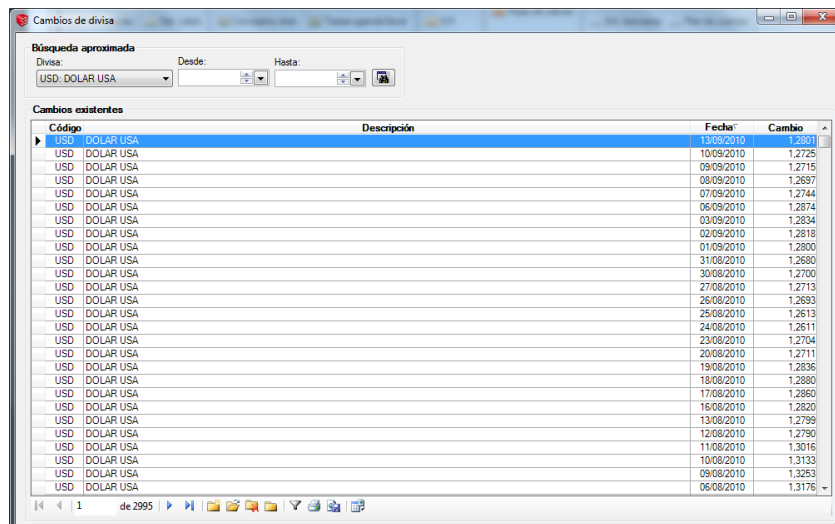 Cambios de divisa
Búsqueda aproximada
Divisa: Desde: Hasta:
USD: DOLAR USA
Cambios existentes
Código Descripción Fecha Cambio
USD DOLAR USA 13/09/2010 1,2801
USD DOLAR USA 10/09/2010 1,2725
USD DOLAR USA 09/09/2010 1,2715
USD DOLAR USA 08/09/2010 1,2697
USD DOLAR USA 07/09/2010 1,2744
USD DOLAR USA 06/09/2010 1,2874
USD DOLAR USA 03/09/2010 1,2834
USD DOLAR USA 02/09/2010 1,2818
USD DOLAR USA 01/09/2010 1,2800
USD DOLAR USA 31/08/2010 1,2680
USD DOLAR USA 30/08/2010 1,2700
USD DOLAR USA 27/08/2010 1,2713
USD DOLAR USA 26/08/2010 1,2693
USD DOLAR USA 25/08/2010 1,2613
USD DOLAR USA 24/08/2010 1,2611
USD DOLAR USA 23/08/2010 1,2704
USD DOLAR USA 20/08/2010 1,2711
USD DOLAR USA 19/08/2010 1,2836
USD DOLAR USA 18/08/2010 1,2880
USD DOLAR USA 17/08/2010 1,2860
USD DOLAR USA 16/08/2010 1,2820
USD DOLAR USA 13/08/2010 1,2799
USD DOLAR USA 12/08/2010 1,2790
USD DOLAR USA 11/08/2010 1,3016
USD DOLAR USA 10/08/2010 1,3133
USD DOLAR USA 09/08/2010 1,3253
USD DOLAR USA 06/08/2010 1,3176
1 de 2995